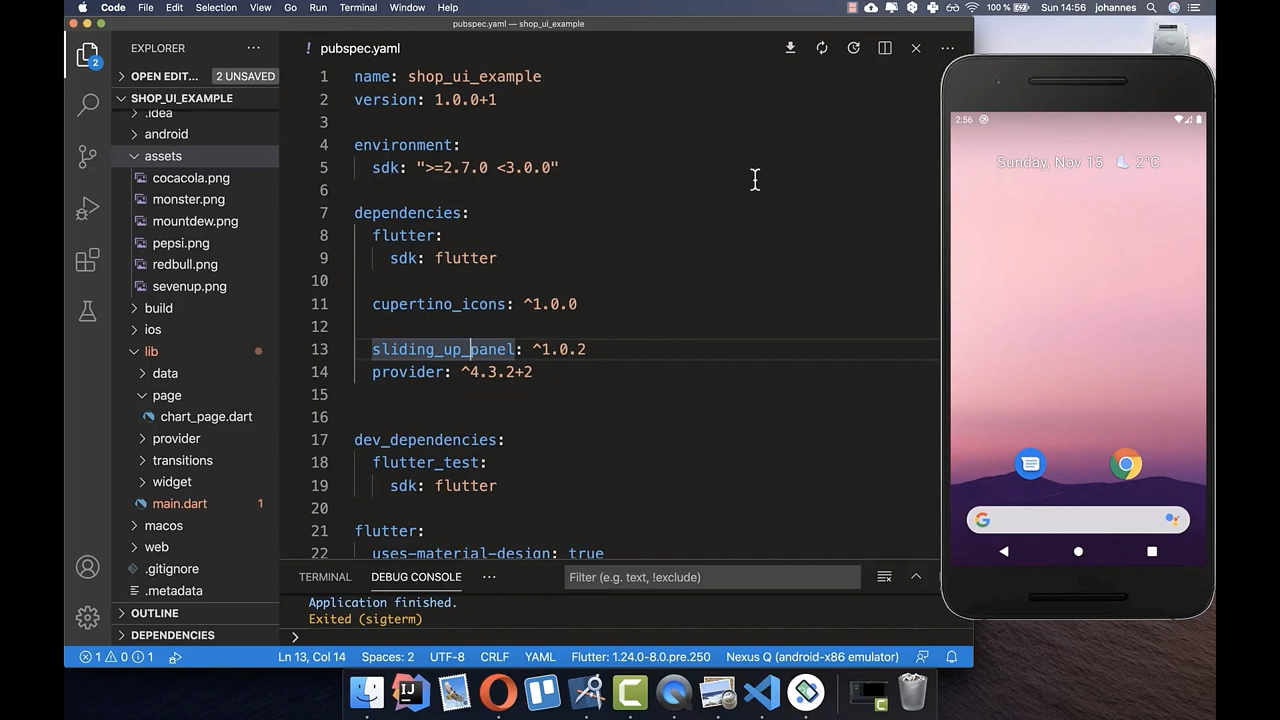 Code File Edit Selection View Go Run Terminal Window Help 100 % Sun 14:56 johannes
pubspec.yaml — shop_ui_example
EXPLORER
OPEN EDIT... 2 UNSAVED
SHOP_UI_EXAMPLE
.idea
android
assets
cocacola.png
monster.png
mountdew.png
pepsi.png
redbull.png
sevenup.png
build
ios
lib
data
page
chart_page.dart
provider
transitions
widget
main.dart 1
macos
web
.gitignore
.metadata
OUTLINE
DEPENDENCIES
2
! pubspec.yaml
1 name: shop_ui_example
2 version: 1.0.0+1
3
4 environment:
5 sdk: ">=2.7.0 <3.0.0"
6
7 dependencies:
8 flutter:
9 sdk: flutter
10
11 cupertino_icons: ^1.0.0
12
13 sliding_up_panel: ^1.0.2
14 provider: ^4.3.2+2
15
16
17 dev_dependencies:
18 flutter_test:
19 sdk: flutter
20
21 flutter:
22 uses-material-design: true
TERMINAL DEBUG CONSOLE ... Filter (e.g. text, !exclude)
Application finished.
Exited (sigterm)
1 0 1 Ln 13, Col 14 Spaces: 2 UTF-8 CRLF YAML Flutter: 1.24.0-8.0.pre.250 Nexus Q (android-x86 emulator)
2:56
Sunday, Nov 15 2°C